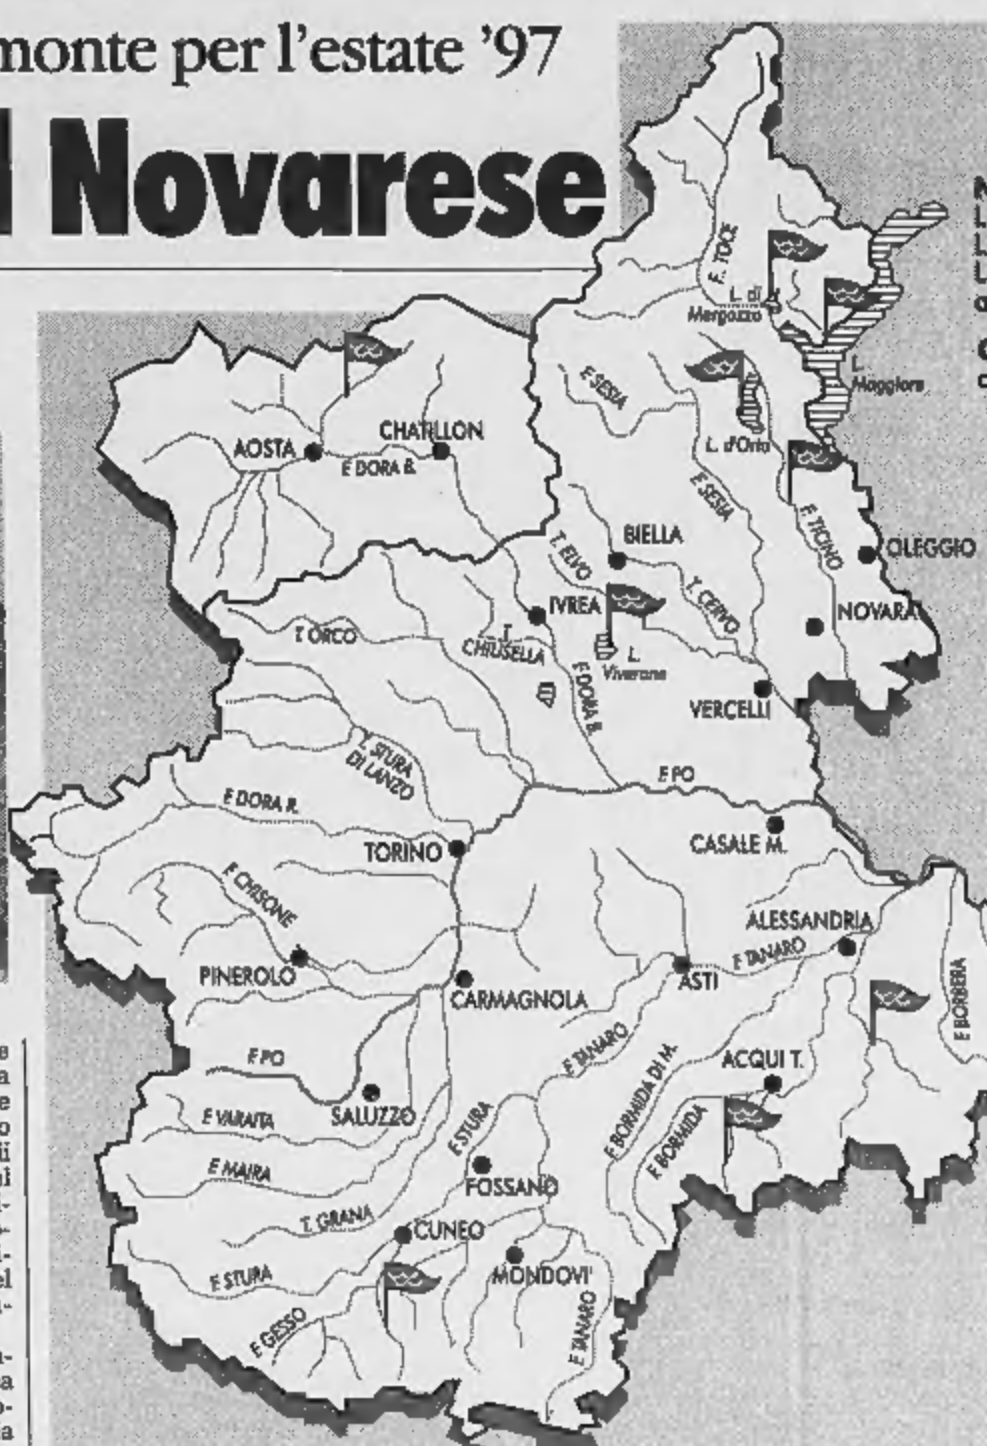 monte per l'estate '97
Novarese
F. TOCE
L. di
Mergozzo
L.
Maggiore
F. SESIA
L. d'Orta
CHATILLON
AOSTA
F. DORA B.
F. SESIA
F. TICINO
OLEGGIO
BIELLA
T. ELVO
T. CERVO
IVREA
NOVARA
T. ORCO
T.
CHIUSELLA
L.
Viverone
F. DORA B.
VERCELLI
T. STURA
DI LANZO
F. PO
F. DORA R.
TORINO
CASALE M.
F. CHISONE
ALESSANDRIA
F. TANARO
PINEROLO
ASTI
CARMAGNOLA
F. BORBERA
F. TANARO
F. PO
ACQUI T.
F. BORMIDA DI M.
SALUZZO
F. VARAITA
F. STURA
F. BORMIDA
F. MAIRA
FOSSANO
T. GRANA
CUNEO
MONDOVI'
F. STURA
F. GESSO
F. TANARO